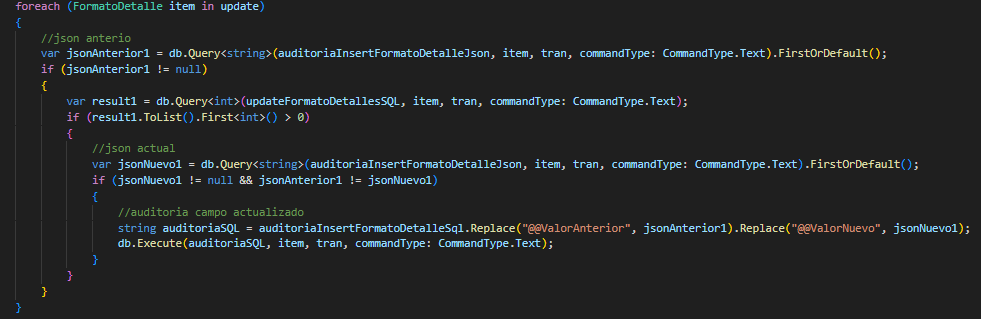 foreach (FormatoDetalle item in update)
{
//json anterio
var jsonAnterior1 = db.Query<string>(auditoriaInsertFormatoDetalleJson, item, tran, commandType: CommandType.Text).FirstOrDefault();
if (jsonAnterior1 != null)
{
var result1 = db.Query<int>(updateFormatoDetallesSQL, item, tran, commandType: CommandType.Text);
if (result1.ToList().First<int>() > 0)
{
//json actual
var jsonNuevo1 = db.Query<string>(auditoriaInsertFormatoDetalleJson, item, tran, commandType: CommandType.Text).FirstOrDefault();
if (jsonNuevo1 != null && jsonAnterior1 != jsonNuevo1)
{
//auditoria campo actualizado
string auditoriaSQL = auditoriaInsertFormatoDetalleSql.Replace("@@ValorAnterior", jsonAnterior1).Replace("@@ValorNuevo", jsonNuevo1);
db.Execute(auditoriaSQL, item, tran, commandType: CommandType.Text);
}
}
}
}